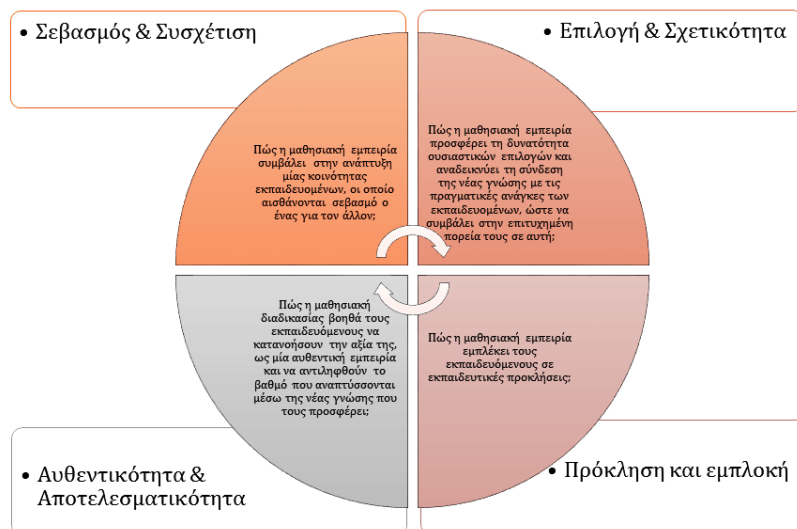 • Σεβασμός & Συσχέτιση
• Επιλογή & Σχετικότητα
Πώς η μαθησιακή εμπειρία
συμβάλει στην ανάπτυξη
μίας κοινότητας
εκπαιδευομένων, οι οποίο
αισθάνονται σεβασμό ο
ένας για τον άλλον;
Πώς η μαθησιακή εμπειρία
προσφέρει τη δυνατότητα
ουσιαστικών επιλογών και
αναδεικνύει τη σύνδεση
της νέας γνώσης με τις
πραγματικές ανάγκες των
εκπαιδευομένων, ώστε να
συμβάλει στην επιτυχημένη
πορεία τους σε αυτή;
Πώς η μαθησιακή
διαδικασίας βοηθά τους
εκπαιδευόμενους να
κατανοήσουν την αξία της,
ως μία αυθεντική εμπειρία
και να αντιληφθούν το
βαθμό που αναπτύσσονται
μέσω της νέας γνώσης που
τους προσφέρει;
Πώς η μαθησιακή εμπειρία
εμπλέκει τους
εκπαιδευόμενους σε
εκπαιδευτικές προκλήσεις;
• Αυθεντικότητα &
Αποτελεσματικότητα
• Πρόκληση και εμπλοκή